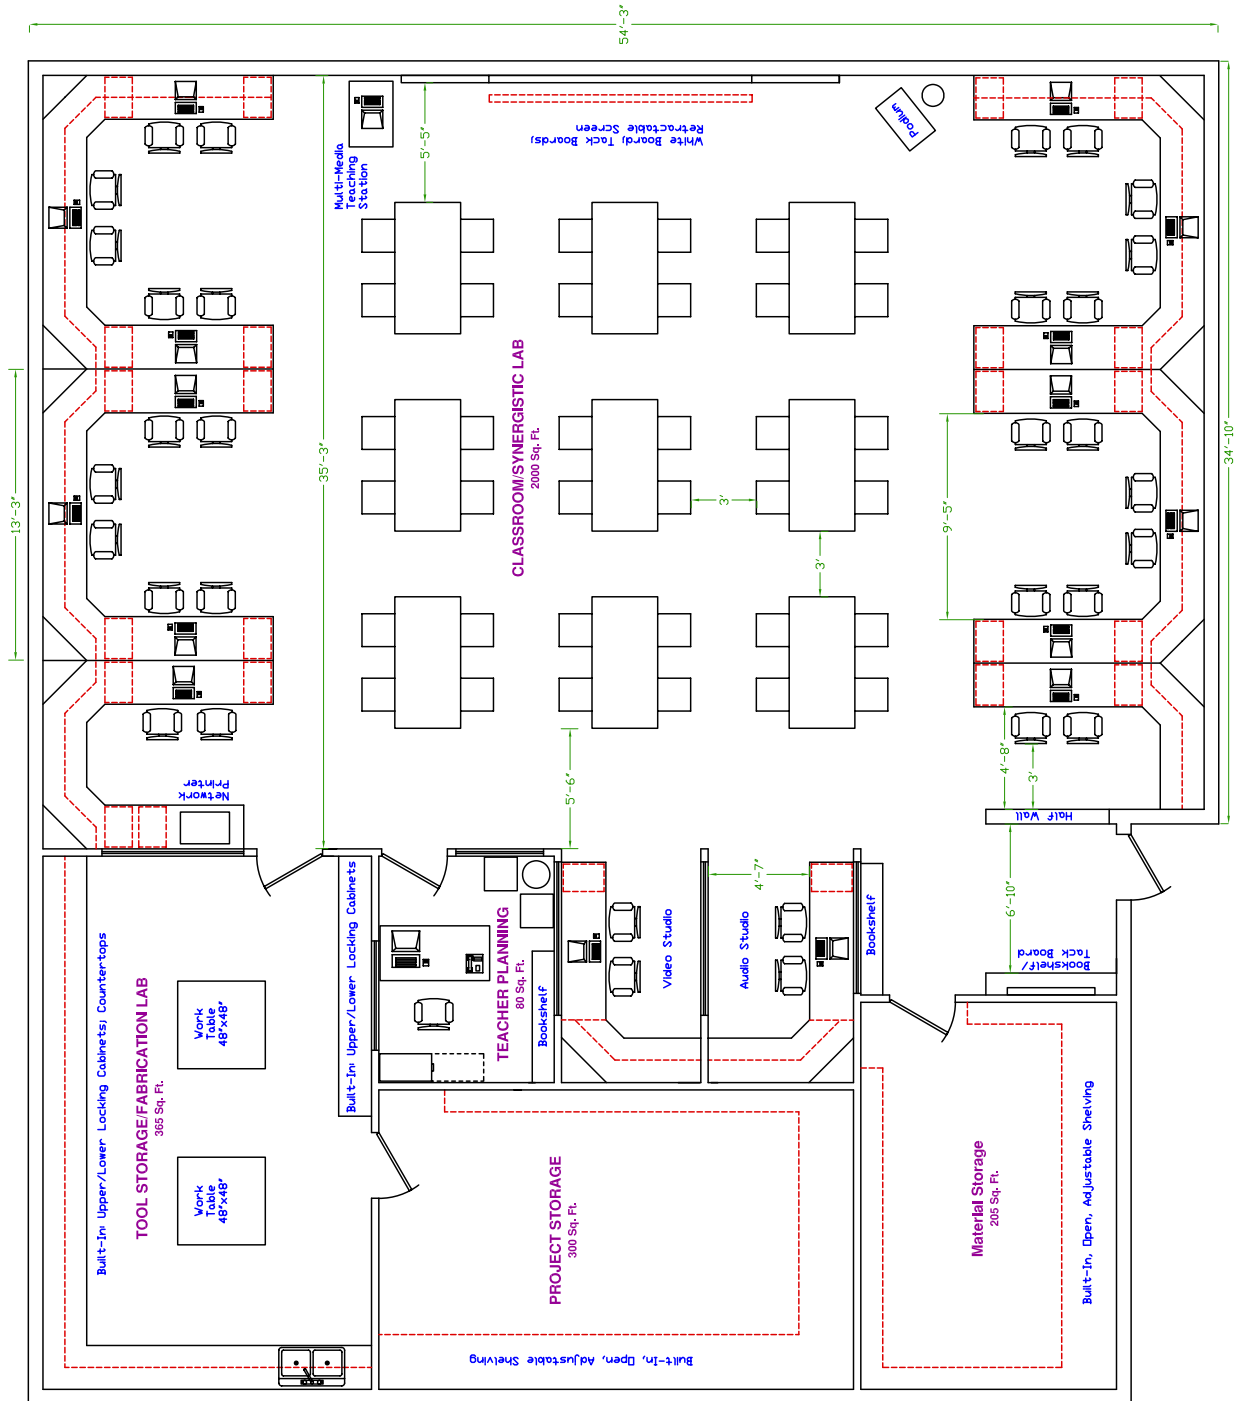 54'-3"
White Board; Tack Boards;
Retractable Screen
Podium
Multi-Media
Teaching
Station
5'-5"
35'-3"
13'-3"
34'-10"
CLASSROOM/SYNERGISTIC LAB
2000 Sq. Ft.
3'
3'
9'-5"
5'-6"
4'-8"
3'
Network
Printer
Half Wall
6'-10"
4'-7"
Bookshelf/
Tack Board
Bookshelf
Video Studio
Audio Studio
TEACHER PLANNING
80 Sq. Ft.
Bookshelf
Built-In: Upper/Lower Locking Cabinets
Built-In: Upper/Lower Locking Cabinets; Countertops
TOOL STORAGE/FABRICATION LAB
365 Sq. Ft.
Work
Table
48"x48"
Work
Table
48"x48"
PROJECT STORAGE
300 Sq. Ft.
Built-In, Open, Adjustable Shelving
Material Storage
205 Sq. Ft.
Built-In, Open, Adjustable Shelving